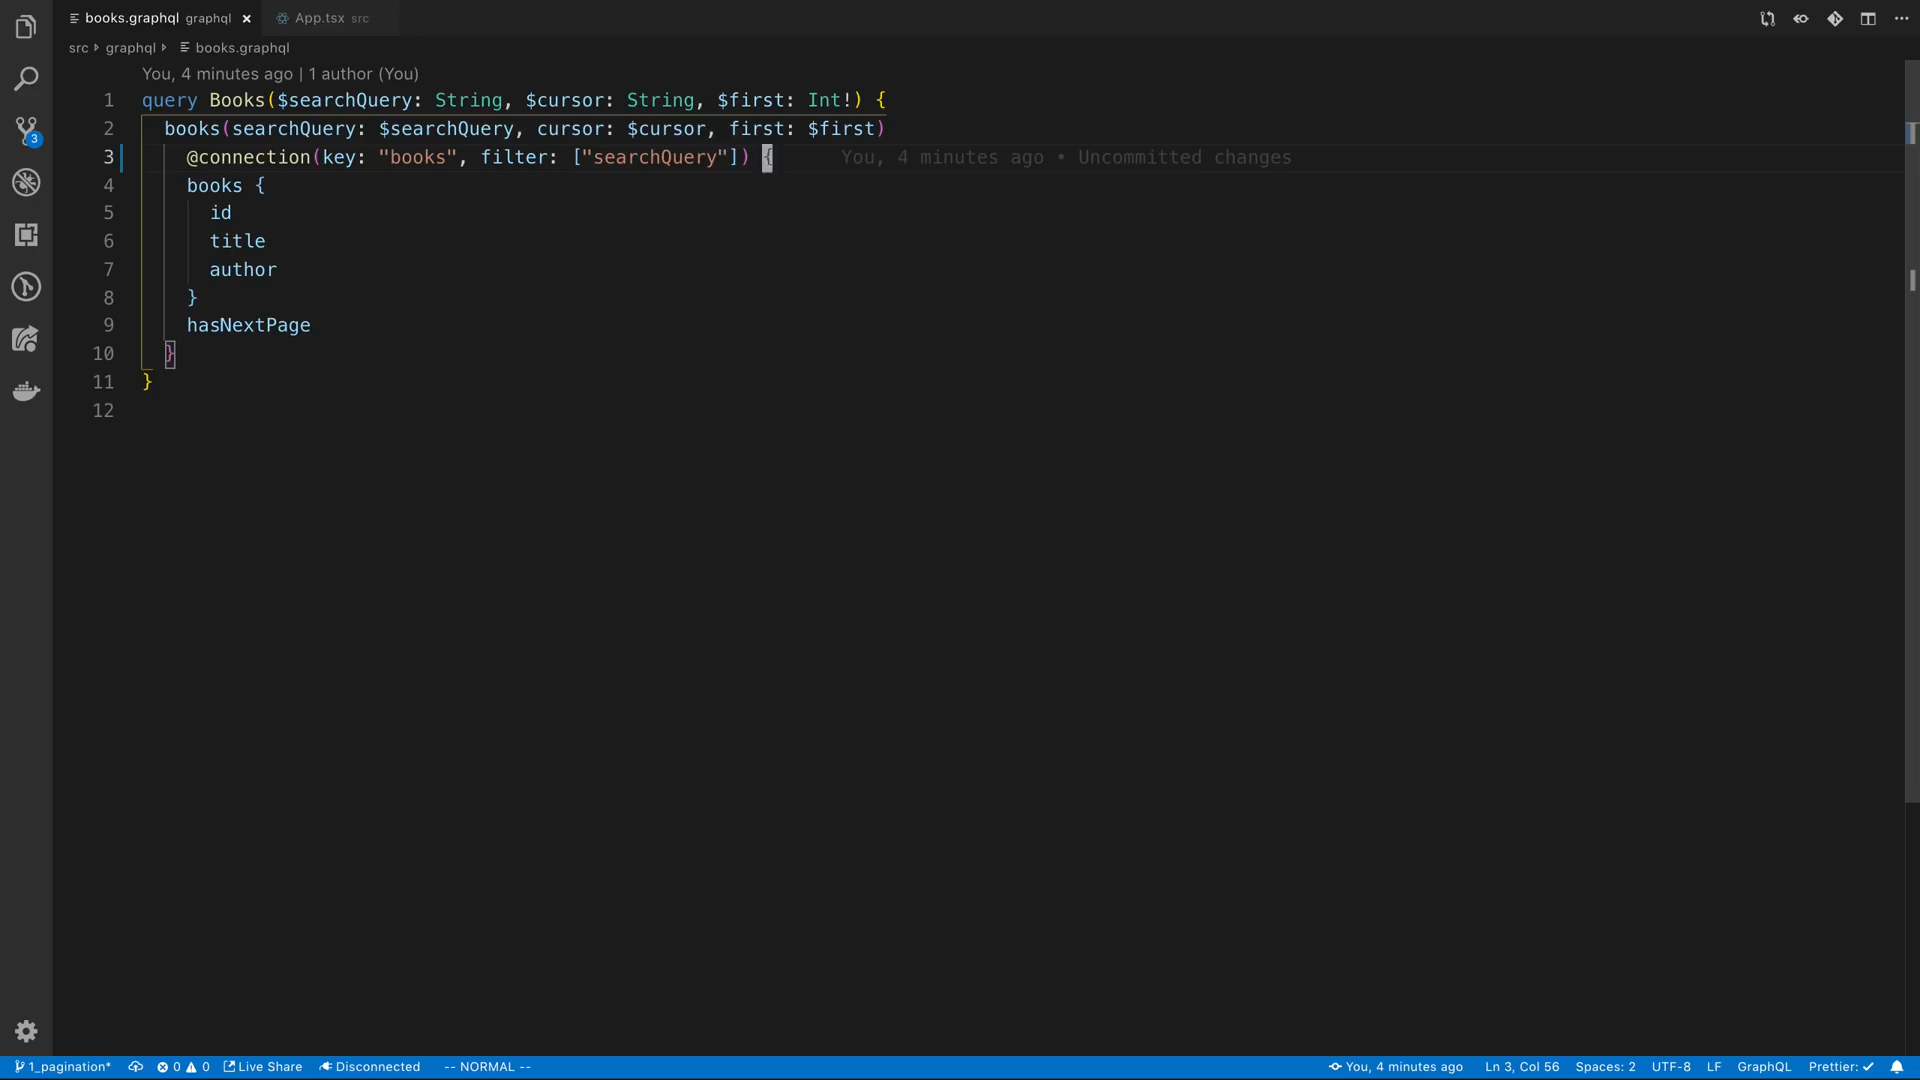 books.graphql graphql × App.tsx src
src graphql books.graphql
You, 4 minutes ago | 1 author (You)
1 query Books($searchQuery: String, $cursor: String, $first: Int!) {
2 books(searchQuery: $searchQuery, cursor: $cursor, first: $first)
3 @connection(key: "books", filter: ["searchQuery"]) { You, 4 minutes ago • Uncommitted changes
4 books {
5 id
6 title
7 author
8 }
9 hasNextPage
10 }
11 }
12
3
1_pagination* 0 0 Live Share Disconnected -- NORMAL -- You, 4 minutes ago Ln 3, Col 56 Spaces: 2 UTF-8 LF GraphQL Prettier: ✓